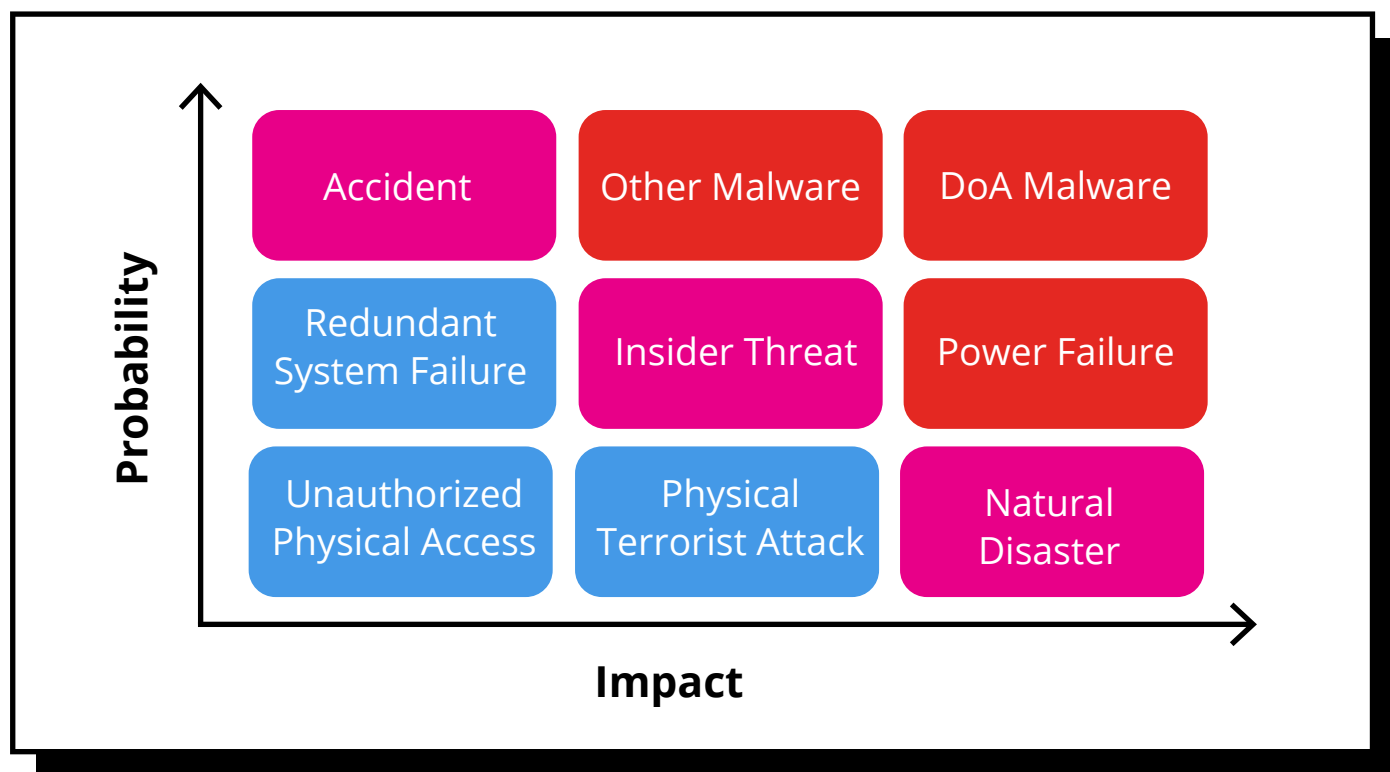 Probability
Accident
Other Malware
DoA Malware
Redundant
System Failure
Insider Threat
Power Failure
Unauthorized
Physical Access
Physical
Terrorist Attack
Natural
Disaster
Impact